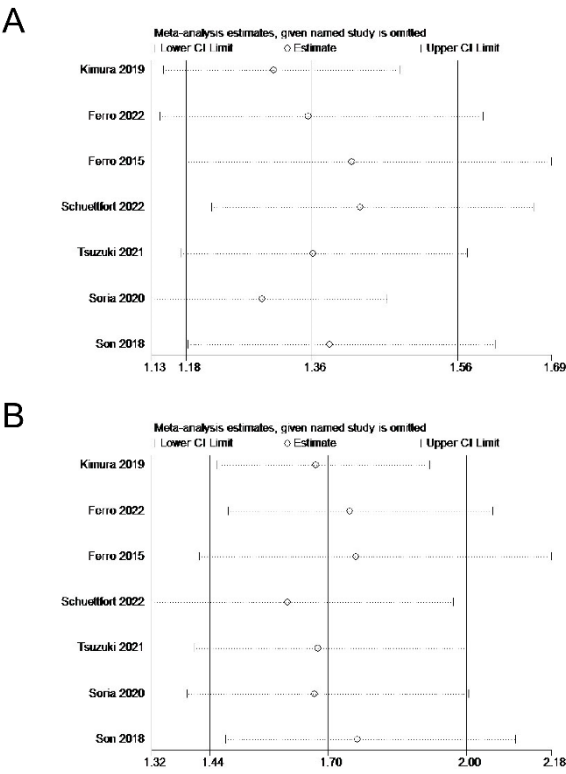 A
Meta-analysis estimates, given named study is omitted
Lower CI Limit Estimate Upper CI Limit
Kimura 2019
Ferro 2022
Ferro 2015
Schuettfort 2022
Tsuzuki 2021
Soria 2020
Son 2018
1.13 1.18 1.36 1.56 1.69
B
Meta-analysis estimates, given named study is omitted
Lower CI Limit Estimate Upper CI Limit
Kimura 2019
Ferro 2022
Ferro 2015
Schuettfort 2022
Tsuzuki 2021
Soria 2020
Son 2018
1.32 1.44 1.70 2.00 2.18